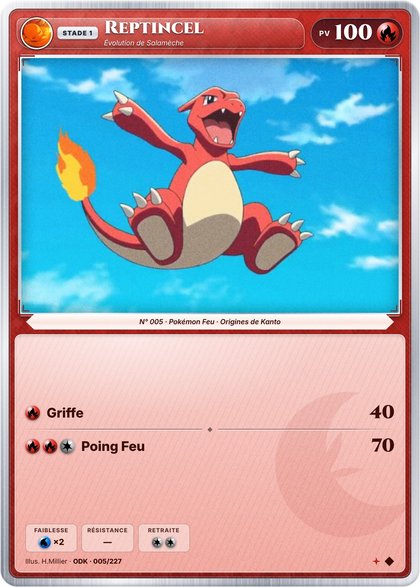 STADE 1
REPTINCEL
Évolution de Salamèche
PV 100
N° 005 · Pokémon Feu · Origines de Kanto
Griffe 40
Poing Feu 70
FAIBLESSE RÉSISTANCE RETRAITE
×2 —
Illus. H.Millier · ODK · 005/227